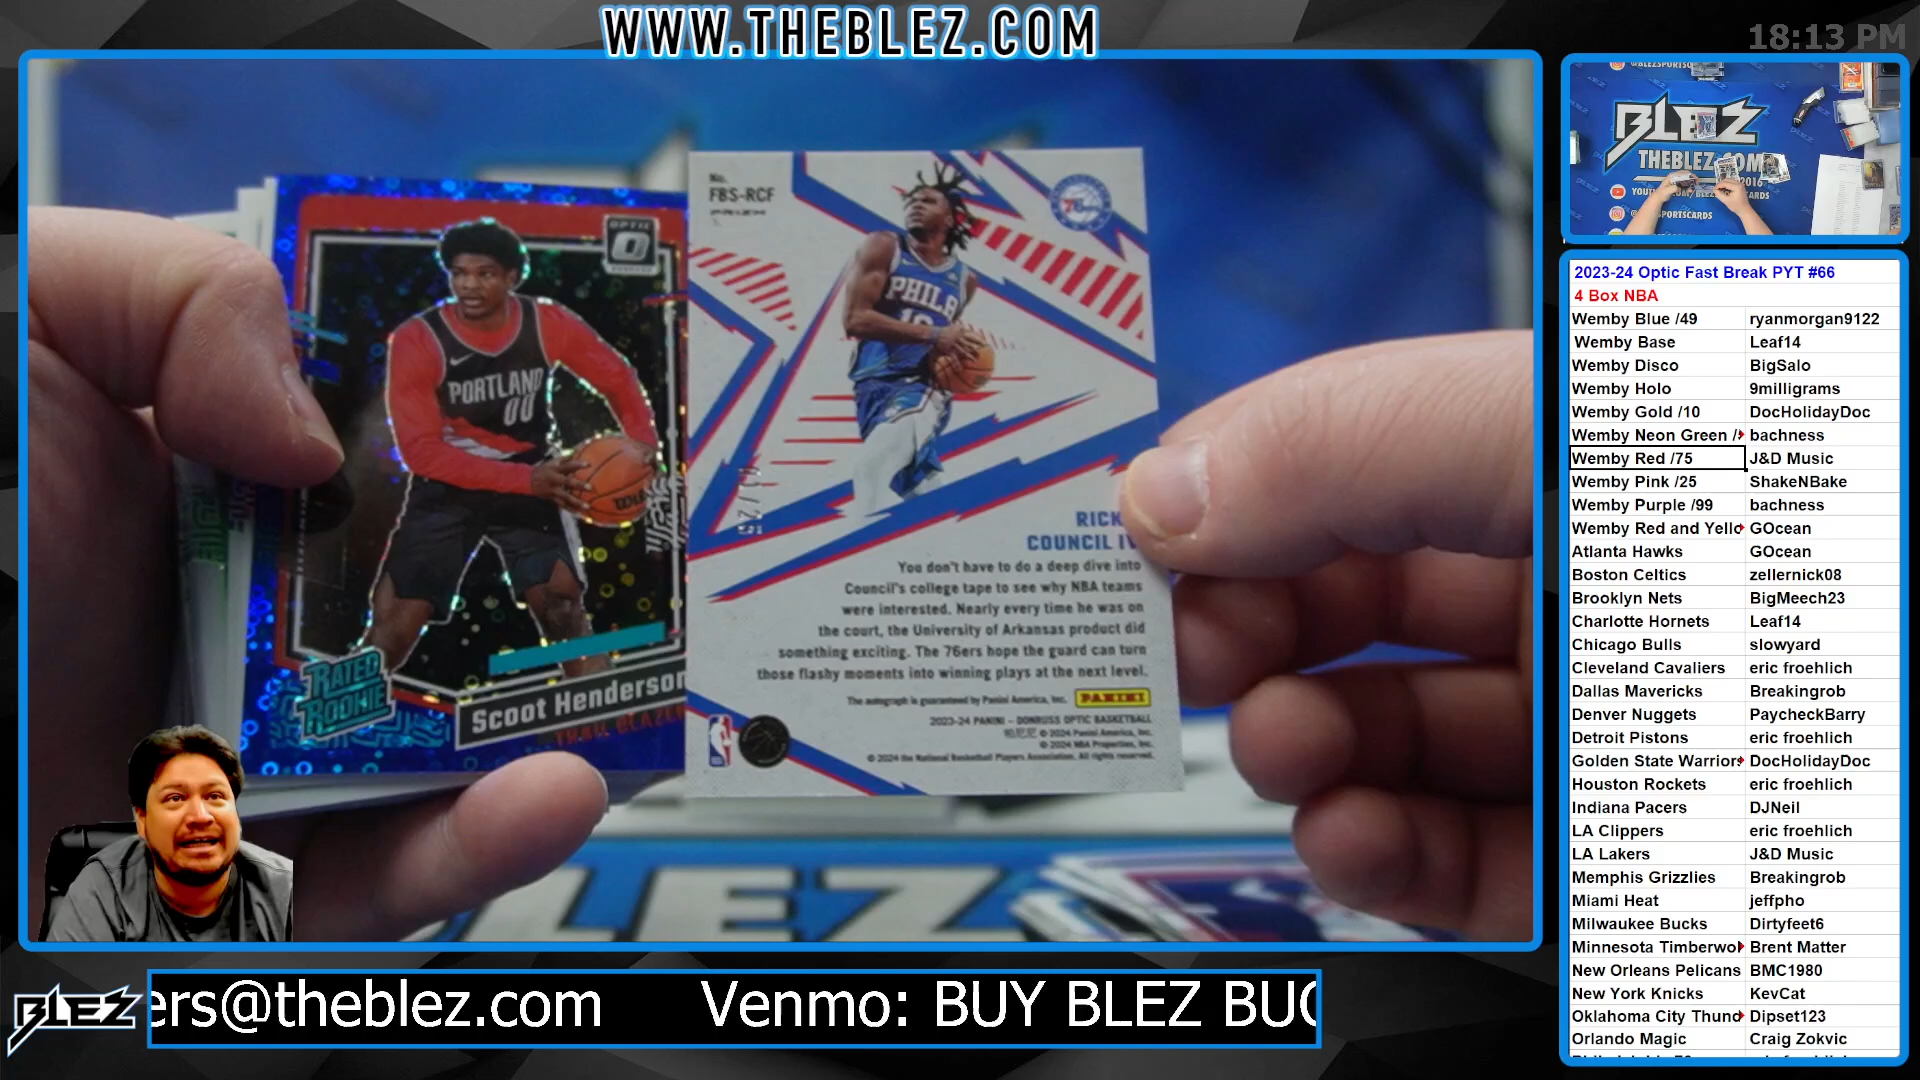 WWW.THEBLEZ.COM
18:13 PM
OPTIC
PORTLAND
00
RATED
ROOKIE
Scoot Henderson
TRAIL BLAZERS
No.
FBS-RCF
PRIZM
PHILA
COUNCIL IV
You don't have to do a deep dive into
Council's college tape to see why NBA teams
were interested. Nearly every time he was on
the court, the University of Arkansas product did
something exciting. The 76ers hope the guard can turn
those flashy moments into winning plays at the next level.
The autograph is guaranteed by Panini America, Inc. PANINI
2023-24 PANINI - DONRUSS OPTIC BASKETBALL
© 2024 Panini America, Inc.
© 2024 NBA Properties, Inc.
© 2024 the National Basketball Players Association. All rights reserved.
BLEZ
THEBLEZ.COM
2016
2023-24 Optic Fast Break PYT #66
4 Box NBA
Wemby Blue /49 ryanmorgan9122
Wemby Base Leaf14
Wemby Disco BigSalo
Wemby Holo 9milligrams
Wemby Gold /10 DocHolidayDoc
Wemby Neon Green / bachness
Wemby Red /75 J&D Music
Wemby Pink /25 ShakeNBake
Wemby Purple /99 bachness
Wemby Red and Yello GOcean
Atlanta Hawks GOcean
Boston Celtics zellernick08
Brooklyn Nets BigMeech23
Charlotte Hornets Leaf14
Chicago Bulls slowyard
Cleveland Cavaliers eric froehlich
Dallas Mavericks Breakingrob
Denver Nuggets PaycheckBarry
Detroit Pistons eric froehlich
Golden State Warriors DocHolidayDoc
Houston Rockets eric froehlich
Indiana Pacers DJNeil
LA Clippers eric froehlich
LA Lakers J&D Music
Memphis Grizzlies Breakingrob
Miami Heat jeffpho
Milwaukee Bucks Dirtyfeet6
Minnesota Timberwol Brent Matter
New Orleans Pelicans BMC1980
New York Knicks KevCat
Oklahoma City Thund Dipset123
Orlando Magic Craig Zokvic
BLEZ
ers@theblez.com Venmo: BUY BLEZ BUC